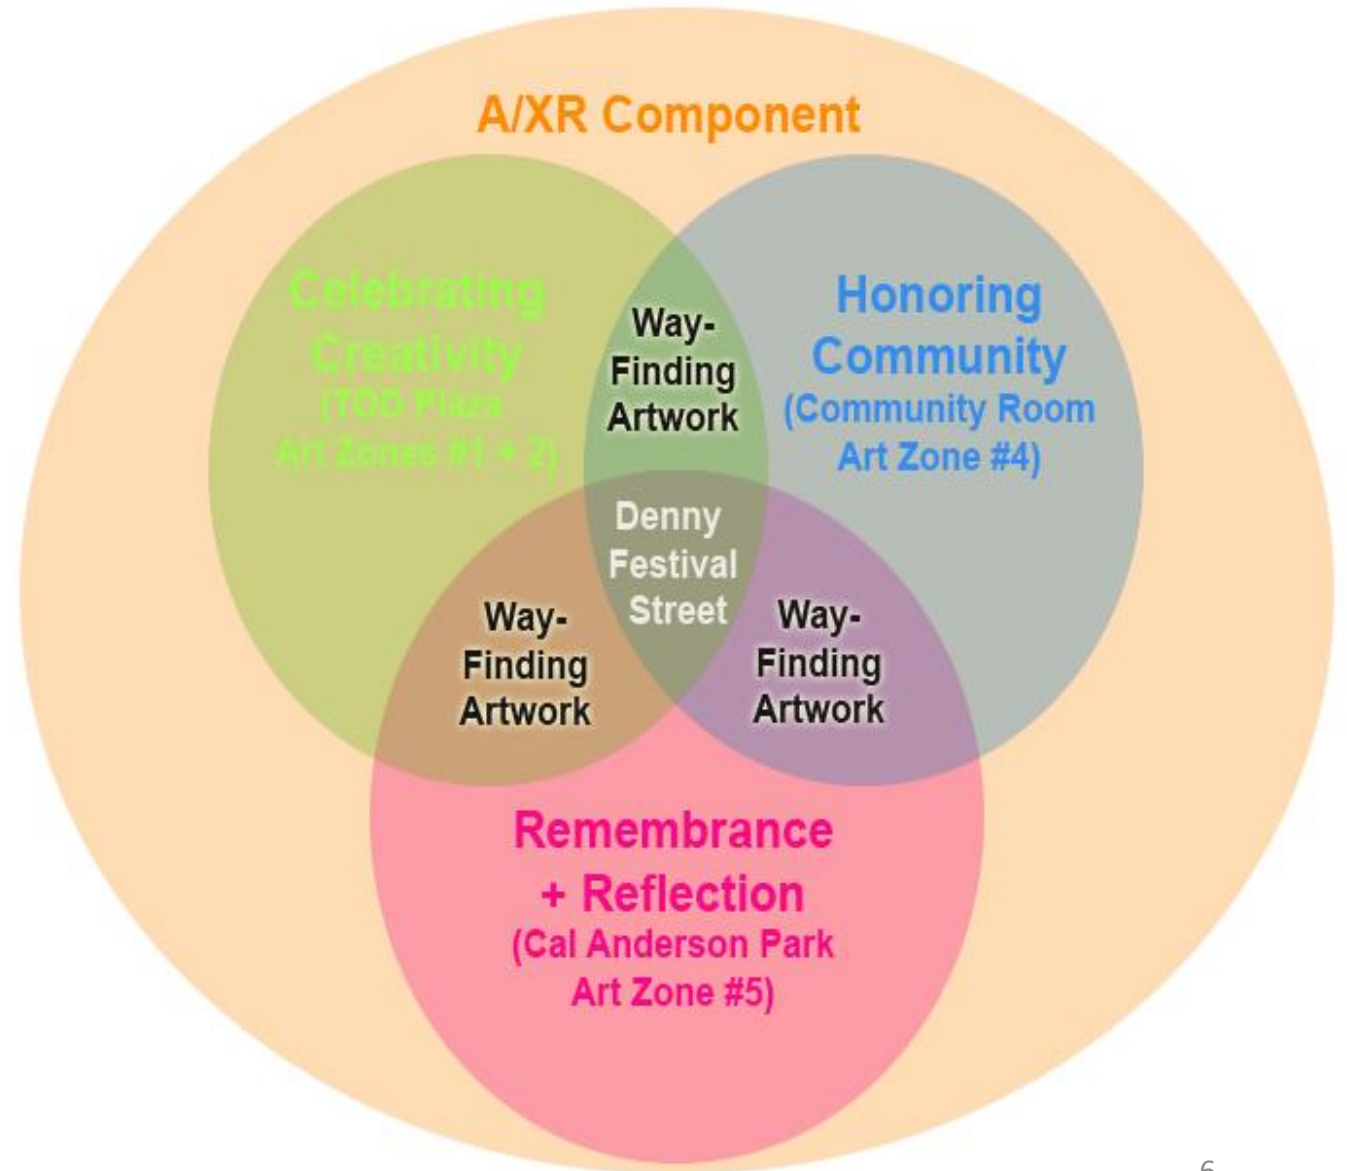 A/XR Component
Celebrating
Creativity
(TOD Plaza
Art Zones #1 + 2)
Way-
Finding
Artwork
Honoring
Community
(Community Room
Art Zone #4)
Denny
Festival
Street
Way-
Finding
Artwork
Way-
Finding
Artwork
Remembrance
+ Reflection
(Cal Anderson Park
Art Zone #5)
6